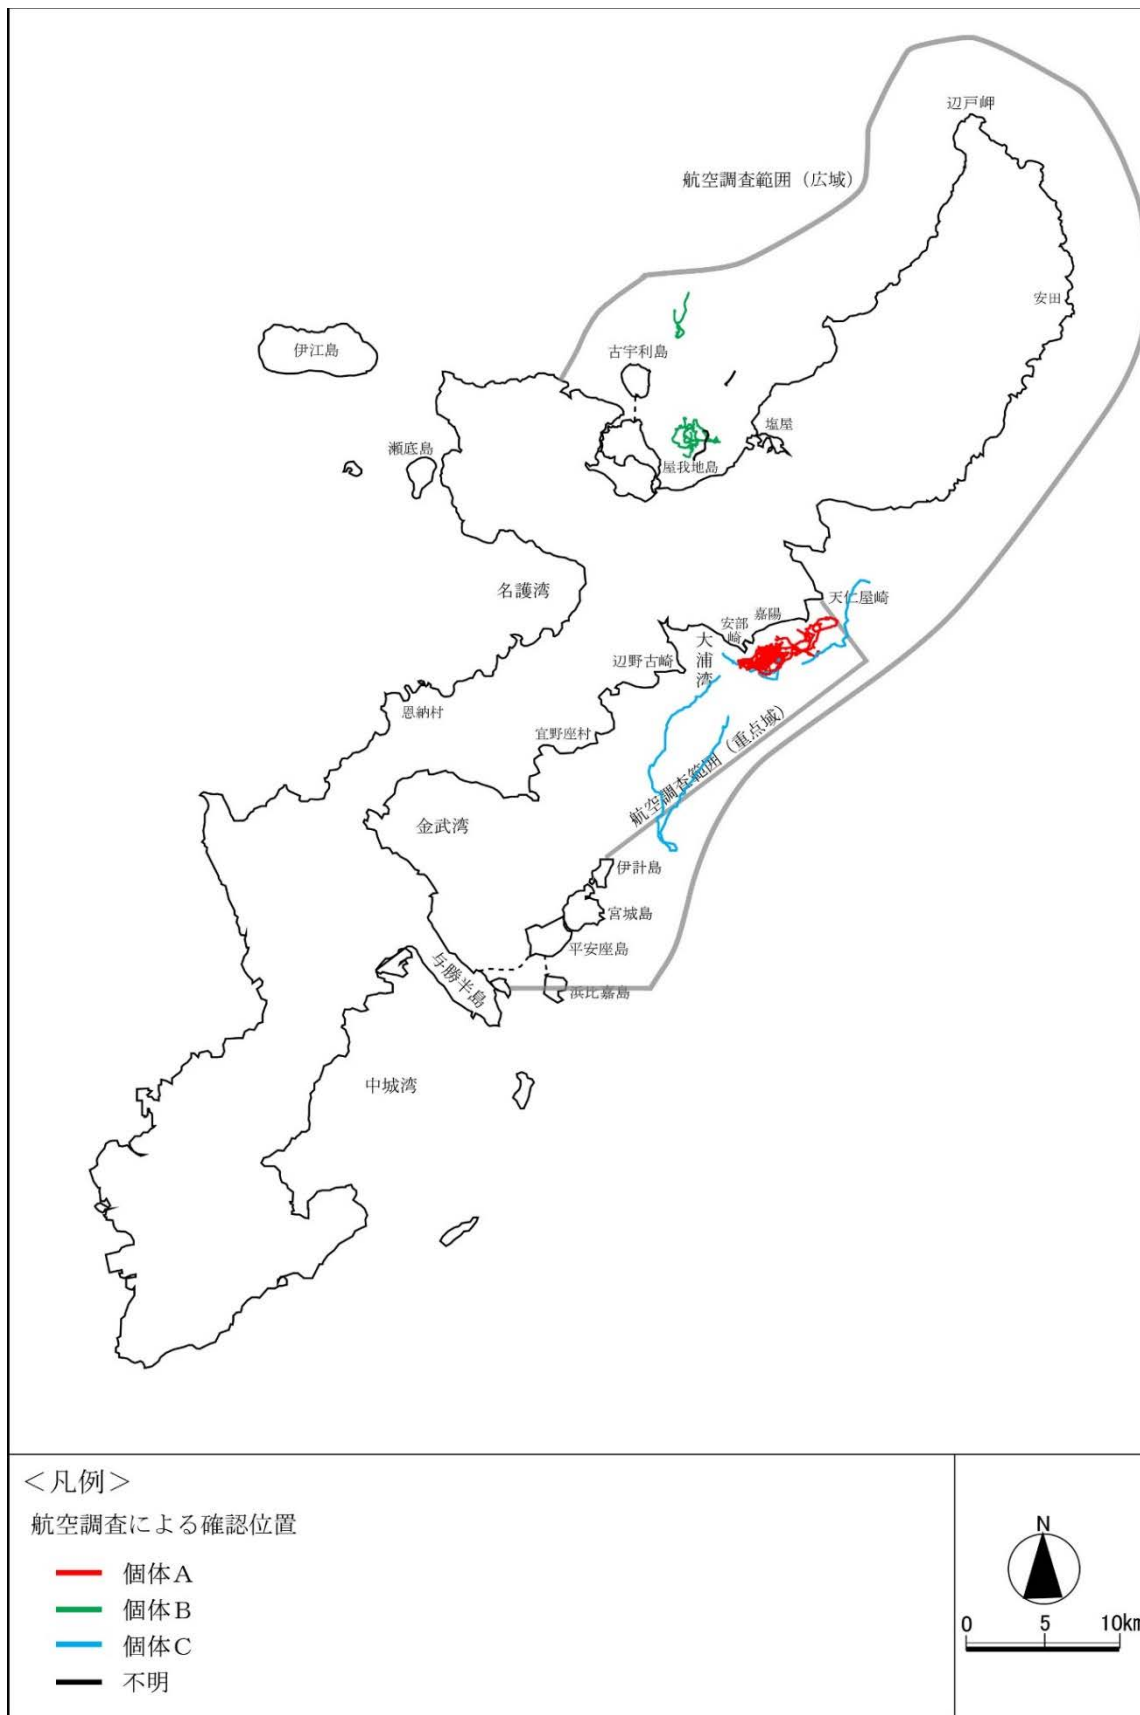 辺戸岬
航空調査範囲（広域）
安田
伊江島
古宇利島
塩屋
瀬底島
屋我地島
名護湾
天仁屋崎
嘉陽
安部
崎
大浦湾
辺野古崎
恩納村
宜野座村
航空調査範囲（重点域）
金武湾
伊計島
宮城島
平安座島
与勝半島
浜比嘉島
中城湾
＜凡例＞
航空調査による確認位置
個体A
個体B
個体C
不明
N
0 5 10km